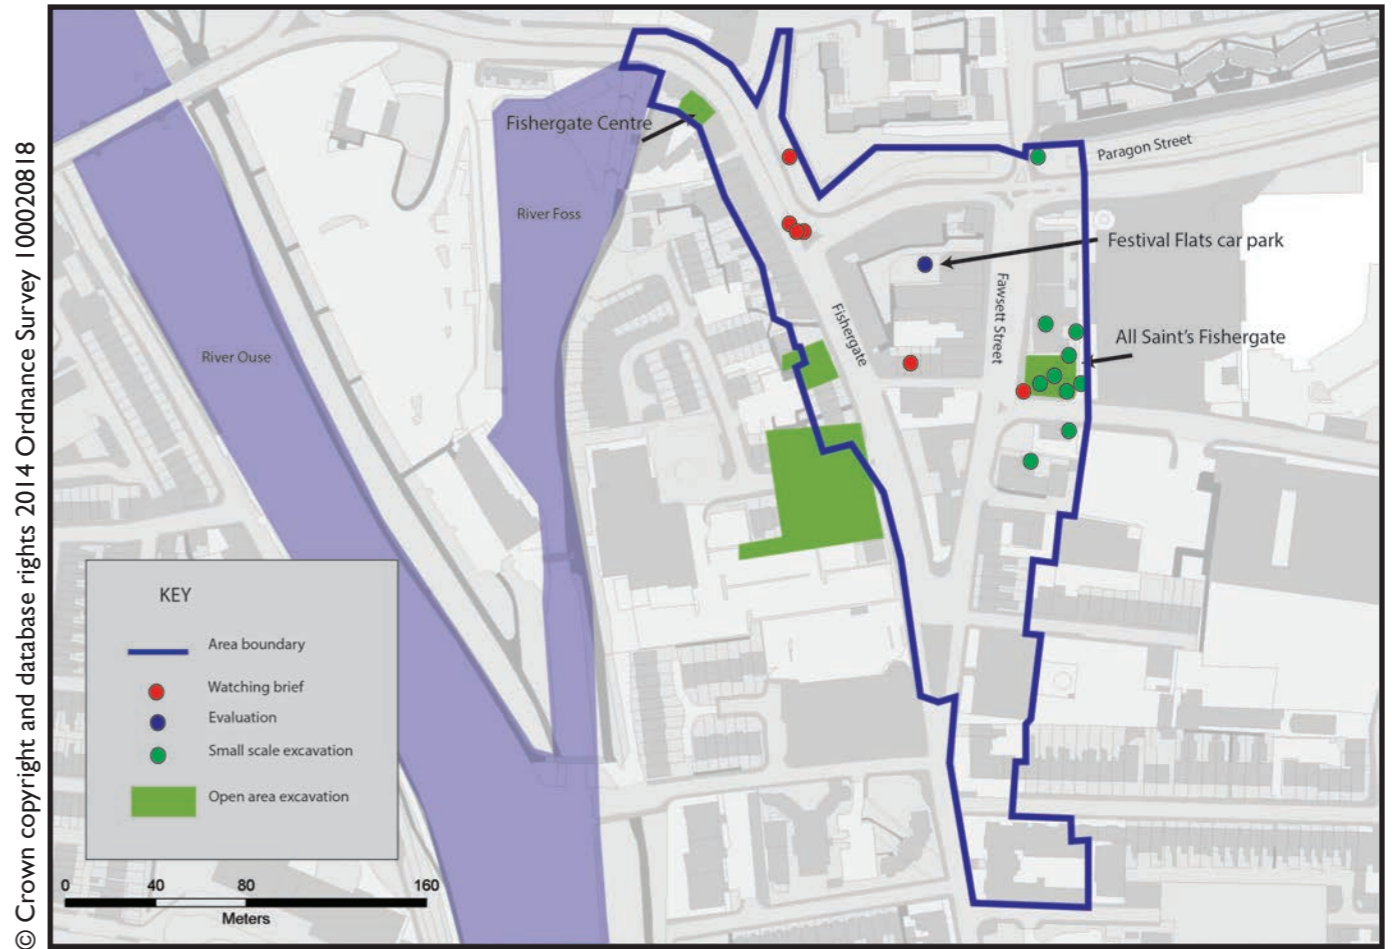 © Crown copyright and database rights 2014 Ordnance Survey 100020818
Fishergate Centre
Paragon Street
River Foss
Festival Flats car park
Fishergate
Fawsett Street
All Saint's Fishergate
River Ouse
KEY
Area boundary
Watching brief
Evaluation
Small scale excavation
Open area excavation
0 40 80 160
Meters